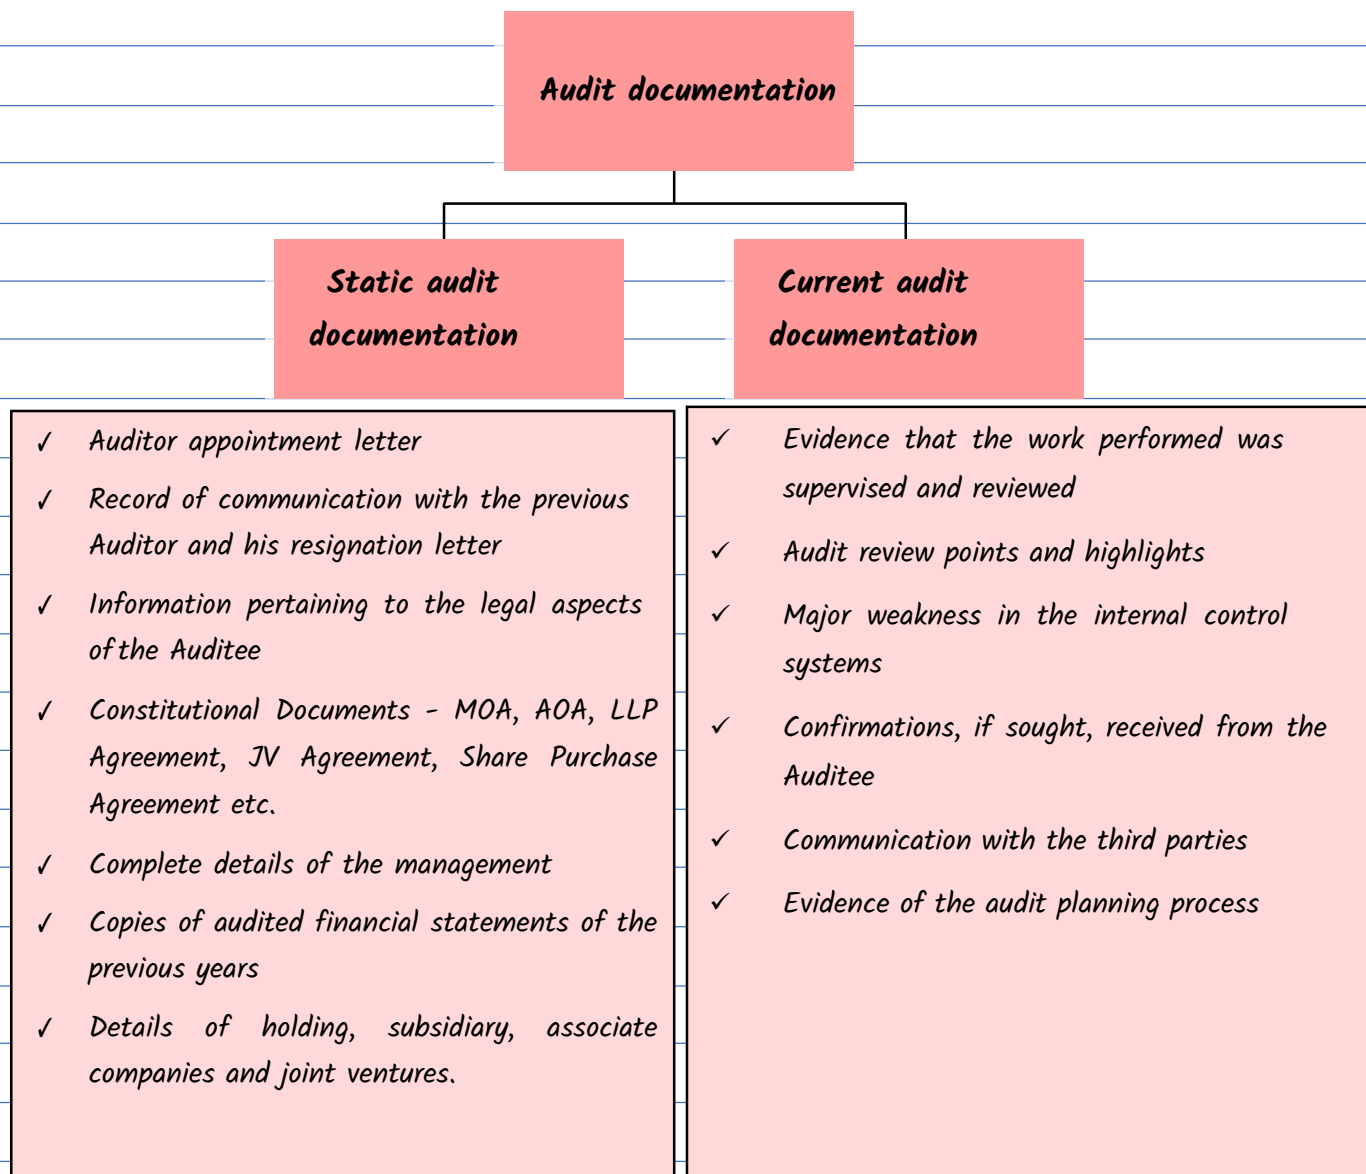 Audit documentation
Static audit
documentation
Current audit
documentation
✓ Auditor appointment letter
✓ Record of communication with the previous
Auditor and his resignation letter
✓ Information pertaining to the legal aspects
of the Auditee
✓ Constitutional Documents - MOA, AOA, LLP
Agreement, JV Agreement, Share Purchase
Agreement etc.
✓ Complete details of the management
✓ Copies of audited financial statements of the
previous years
✓ Details of holding, subsidiary, associate
companies and joint ventures.
✓ Evidence that the work performed was
supervised and reviewed
✓ Audit review points and highlights
✓ Major weakness in the internal control
systems
✓ Confirmations, if sought, received from the
Auditee
✓ Communication with the third parties
✓ Evidence of the audit planning process